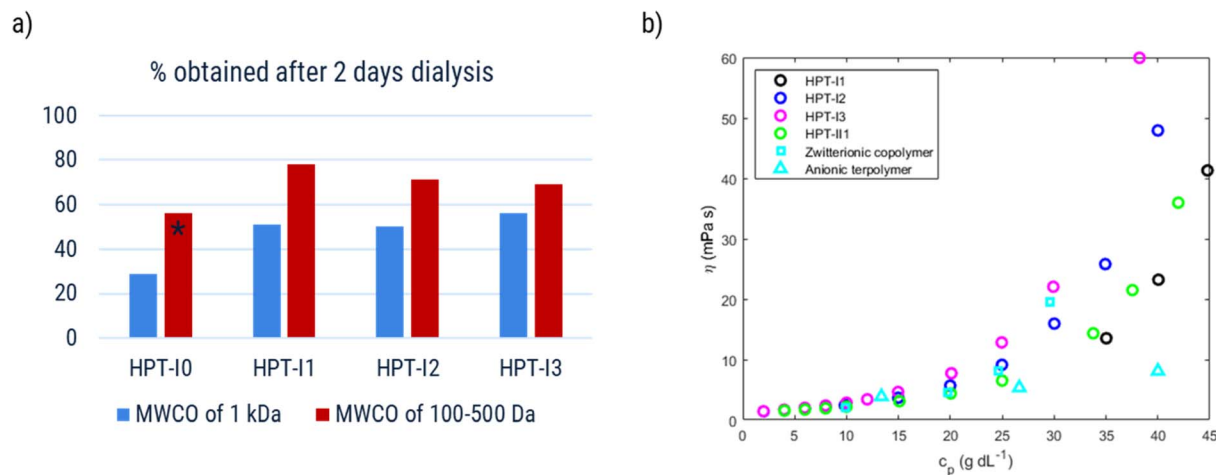 a)
% obtained after 2 days dialysis
100
80
60
40
20
0
*
HPT-I0 HPT-I1 HPT-I2 HPT-I3
MWCO of 1 kDa MWCO of 100-500 Da
b)
60
50
40
30
20
10
0
η (mPa s)
HPT-I1
HPT-I2
HPT-I3
HPT-II1
Zwitterionic copolymer
Anionic terpolymer
0 5 10 15 20 25 30 35 40 45
c_p (g dL⁻¹)